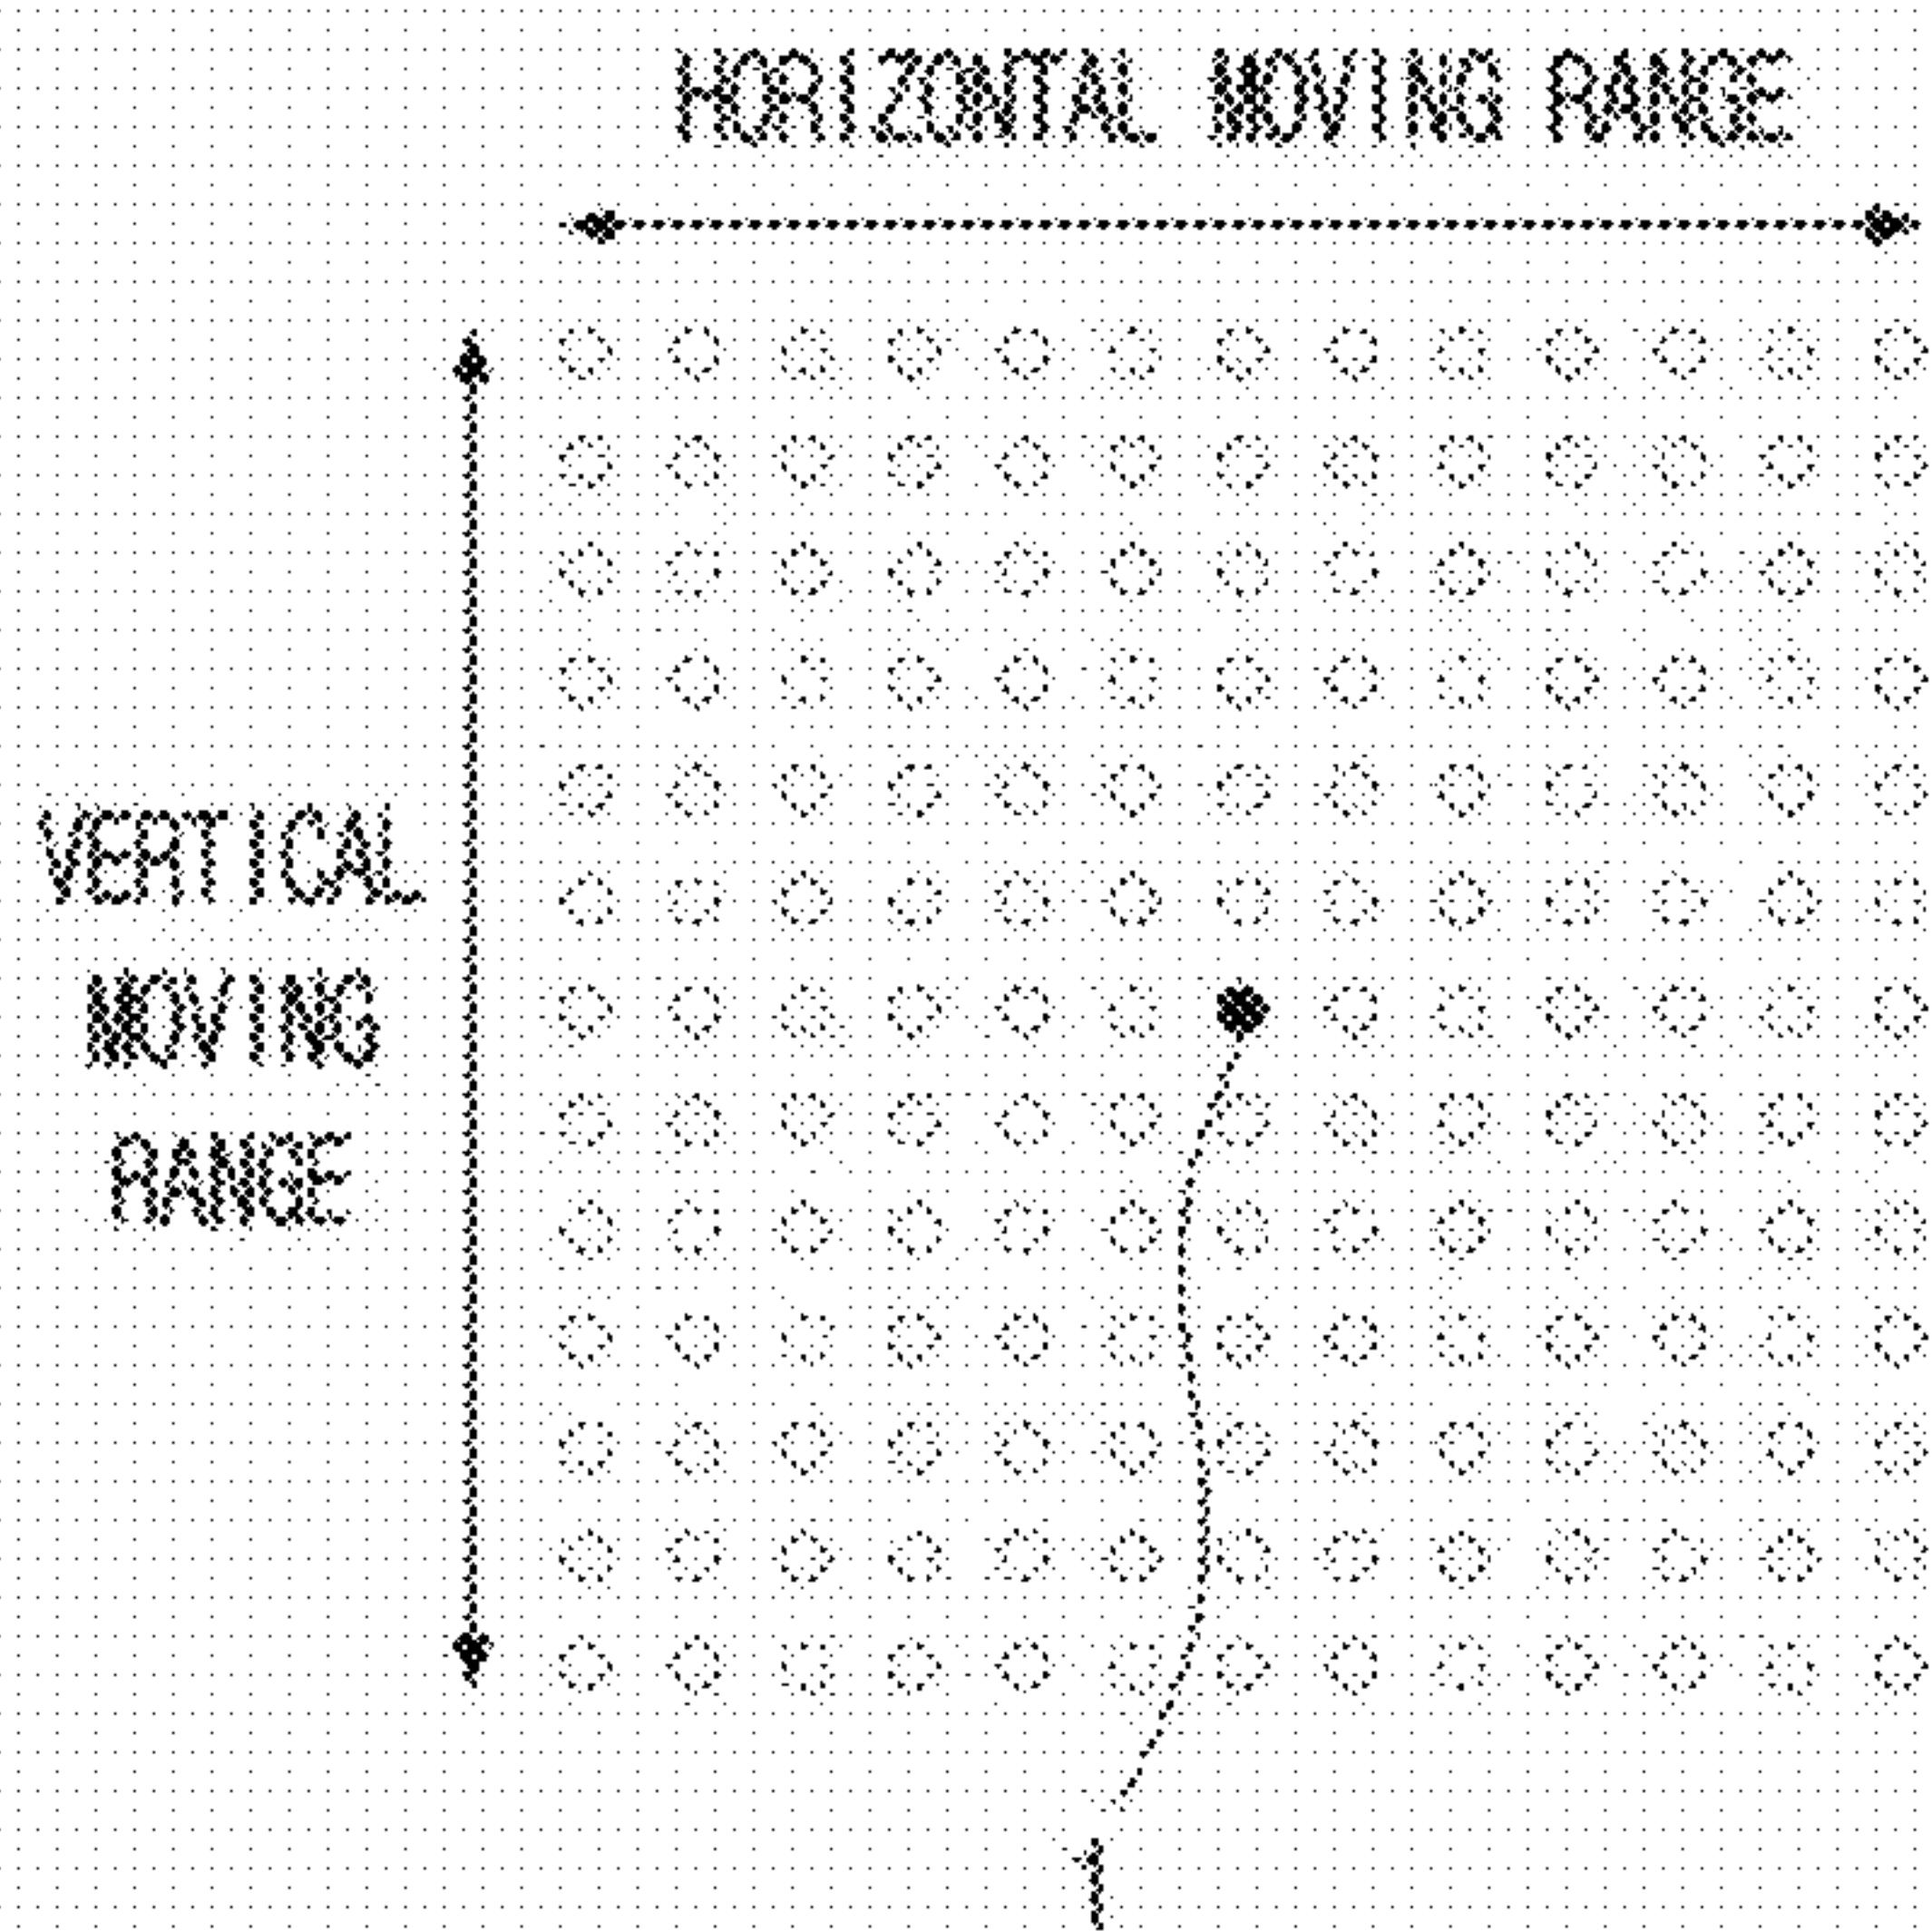 HORIZONTAL MOVING RANGE
VERTICAL
MOVING
RANGE
1